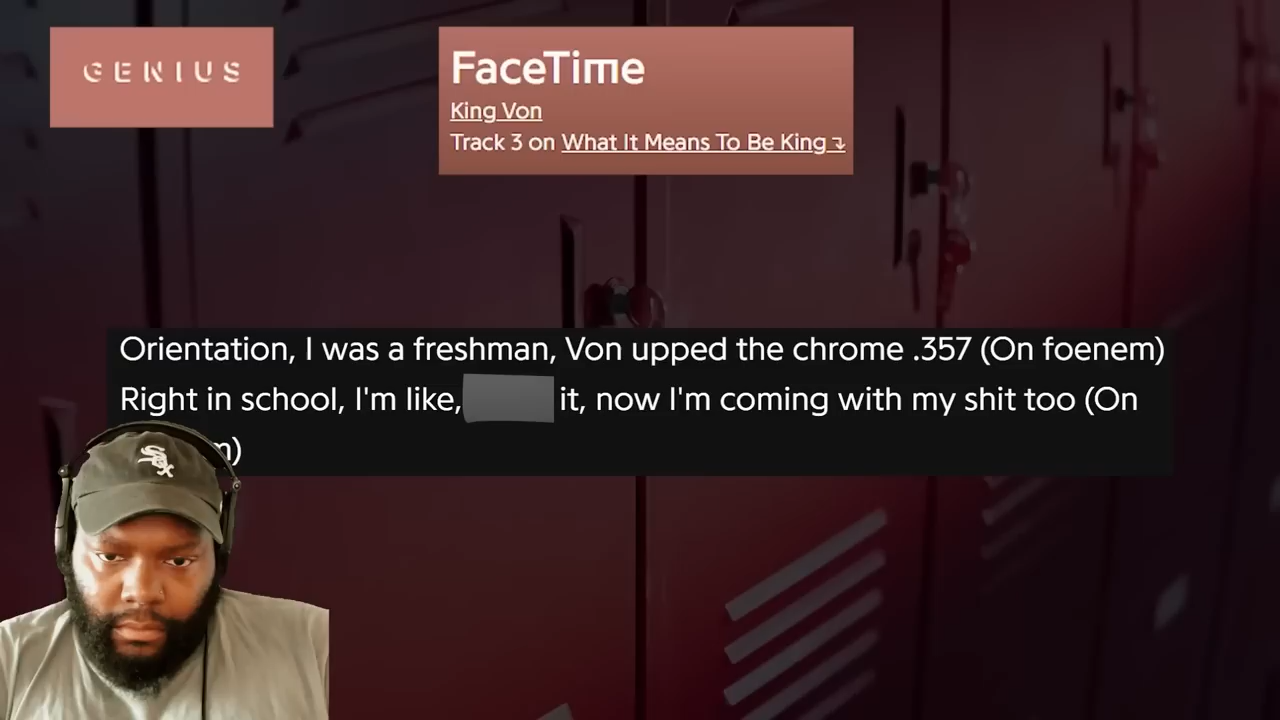 GENIUS
FaceTime
King Von
Track 3 on What It Means To Be King
Orientation, I was a freshman, Von upped the chrome .357 (On foenem)
Right in school, I'm like, it, now I'm coming with my shit too (On
Sox